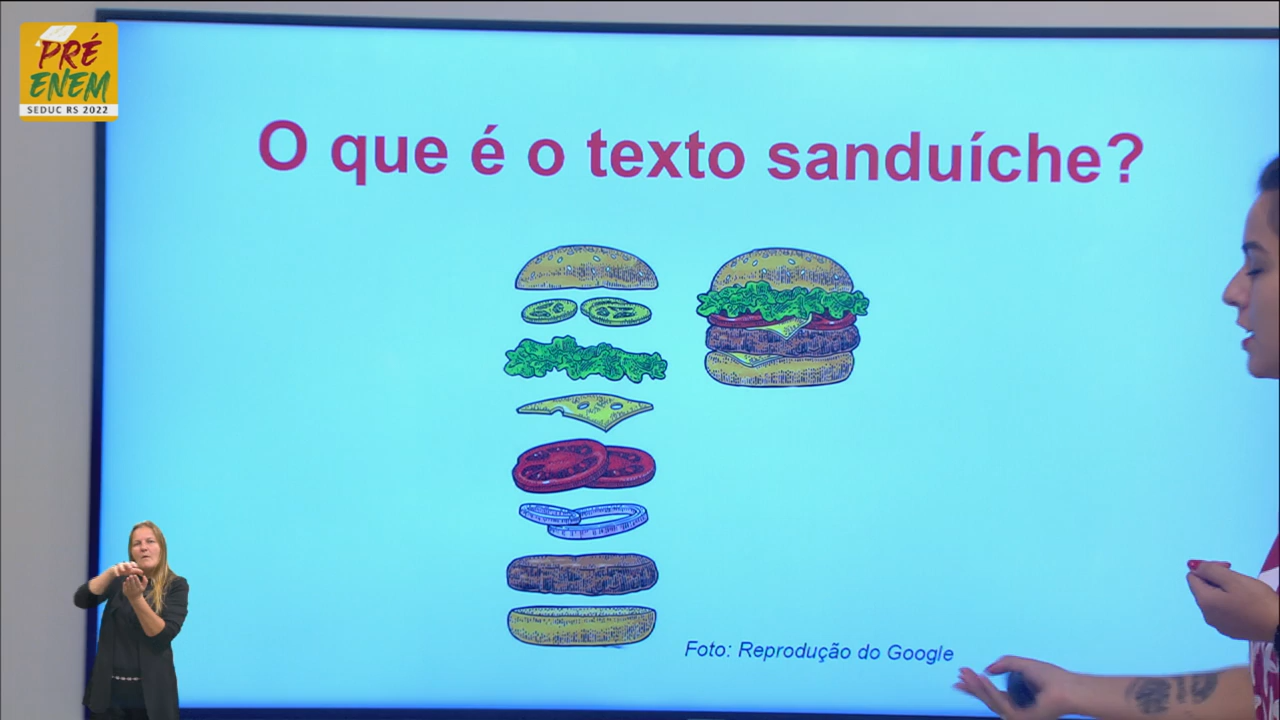 PRÉ
ENEM
SEDUC RS 2022
O que é o texto sanduíche?
Foto: Reprodução do Google